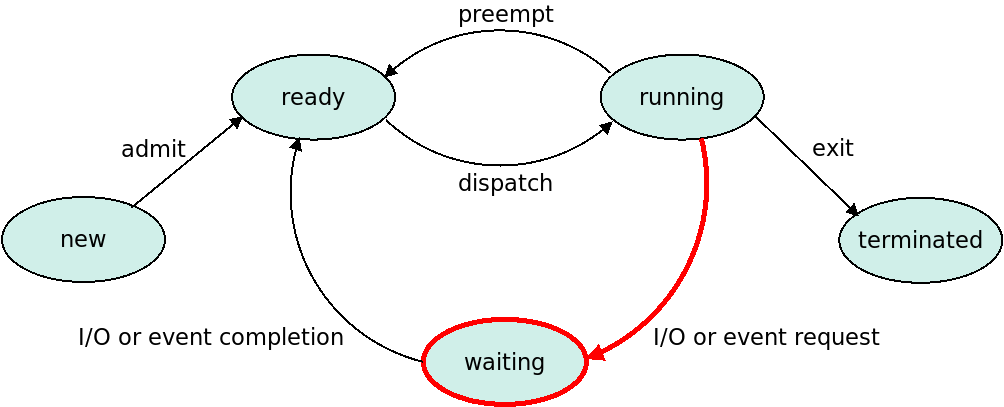 preempt
ready
running
admit
exit
dispatch
new
terminated
I/O or event completion
I/O or event request
waiting